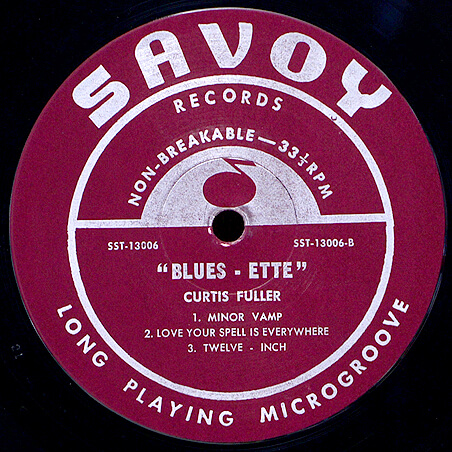 SAVOY
RECORDS
NON-BREAKABLE—33⅓RPM
SST-13006
SST-13006-B
"BLUES - ETTE"
CURTIS FULLER
1. MINOR VAMP
2. LOVE YOUR SPELL IS EVERYWHERE
3. TWELVE - INCH
LONG PLAYING MICROGROOVE